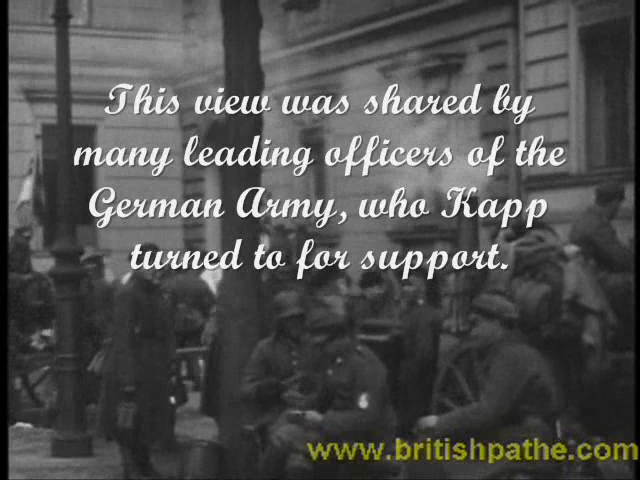 This view was shared by
many leading officers of the
German Army, who Kapp
turned to for support.
www.britishpathe.com